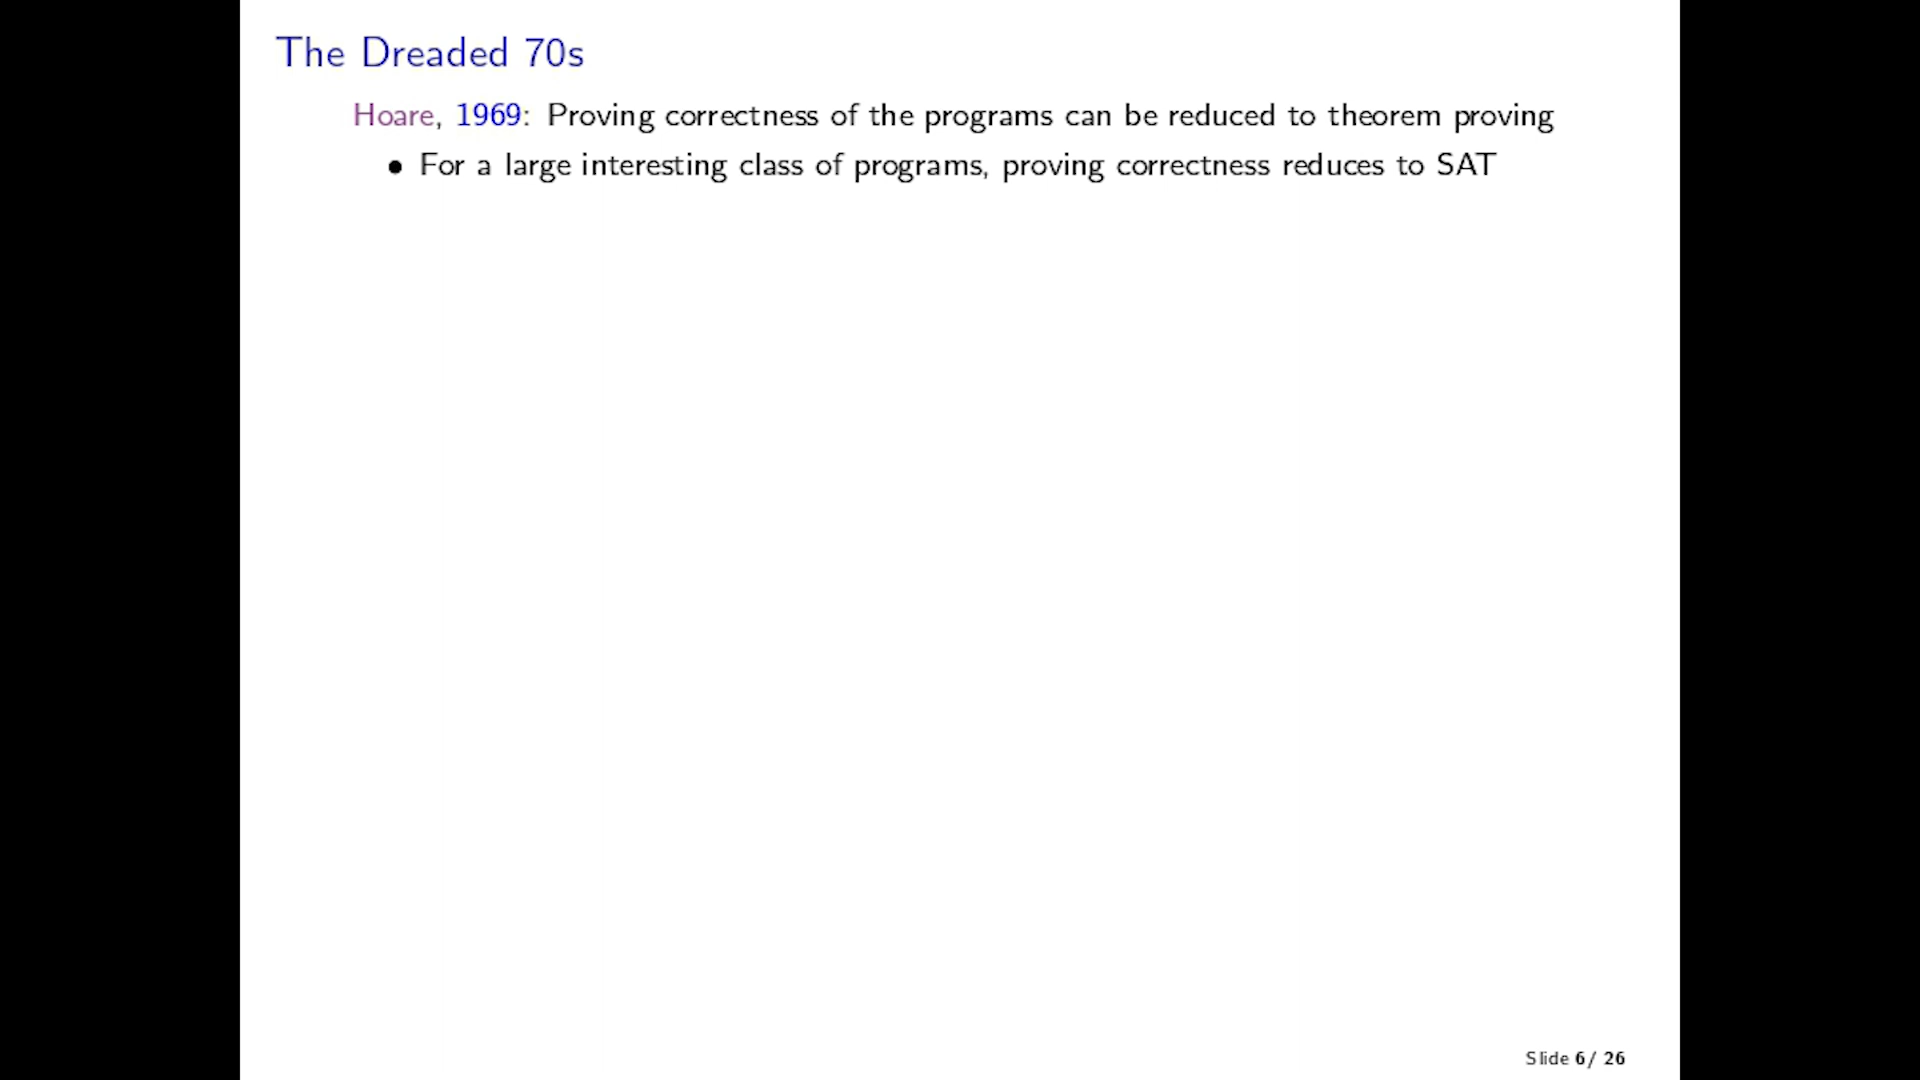 The Dreaded 70s
Hoare, 1969: Proving correctness of the programs can be reduced to theorem proving
• For a large interesting class of programs, proving correctness reduces to SAT
Slide 6/ 26